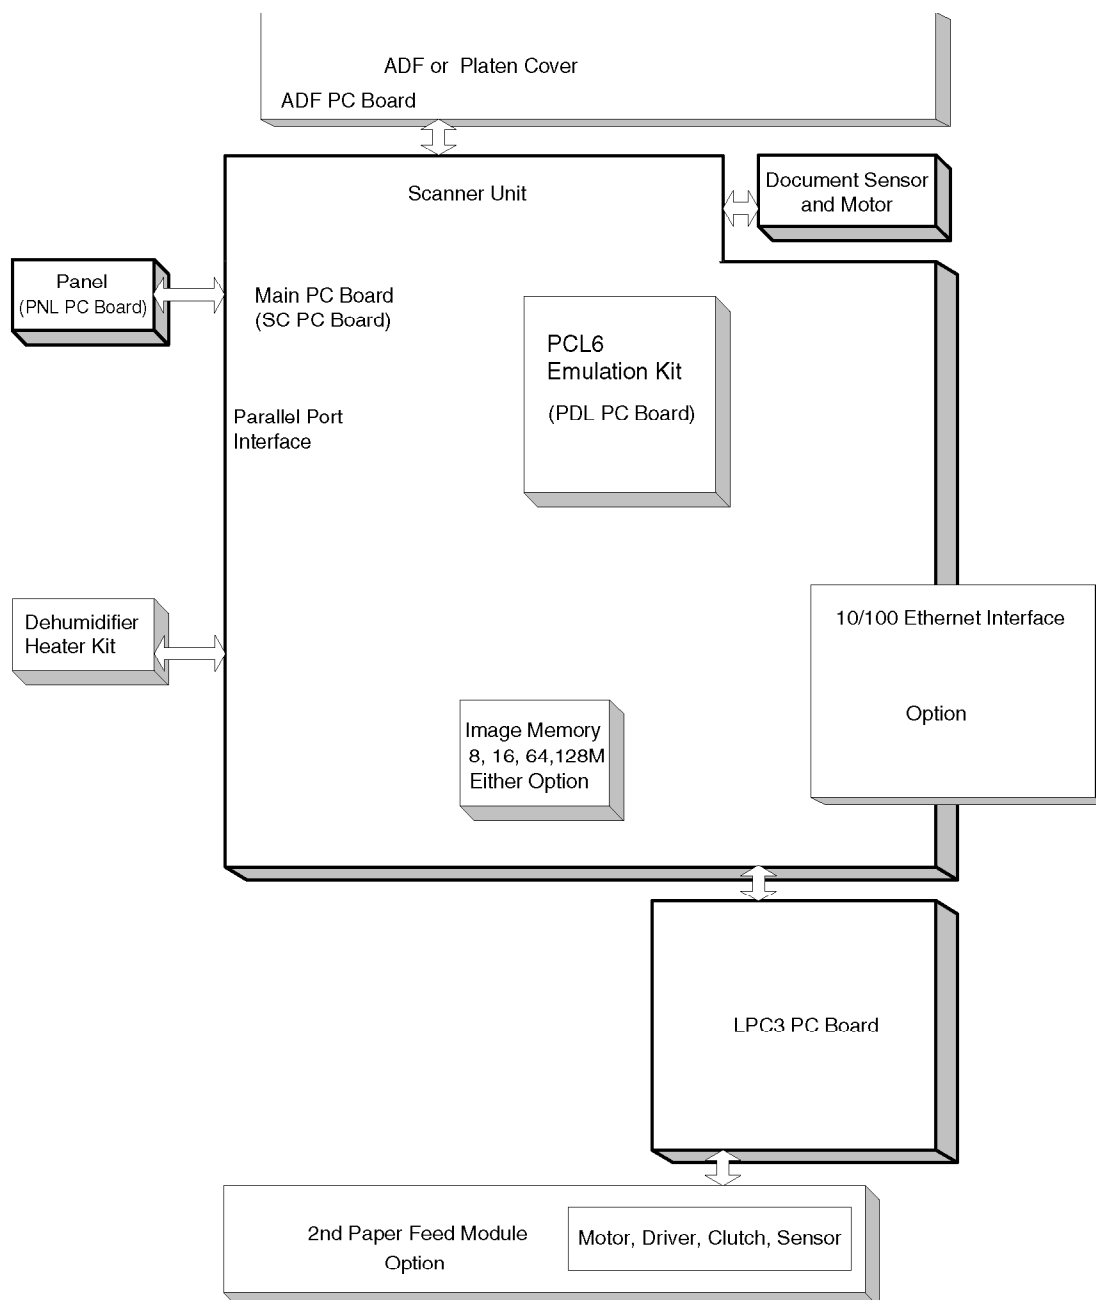 ADF or Platen Cover
ADF PC Board
Scanner Unit
Document Sensor
and Motor
Panel
(PNL PC Board)
Main PC Board
(SC PC Board)
PCL6
Emulation Kit
(PDL PC Board)
Parallel Port
Interface
Dehumidifier
Heater Kit
10/100 Ethernet Interface
Option
Image Memory
8, 16, 64,128M
Either Option
LPC3 PC Board
2nd Paper Feed Module
Option
Motor, Driver, Clutch, Sensor